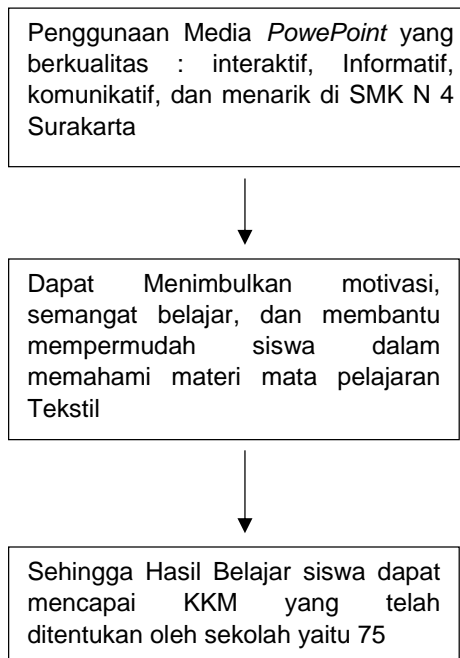 Penggunaan Media PowePoint yang
berkualitas : interaktif, Informatif,
komunikatif, dan menarik di SMK N 4
Surakarta
Dapat Menimbulkan motivasi,
semangat belajar, dan membantu
mempermudah siswa dalam
memahami materi mata pelajaran
Tekstil
Sehingga Hasil Belajar siswa dapat
mencapai KKM yang telah
ditentukan oleh sekolah yaitu 75